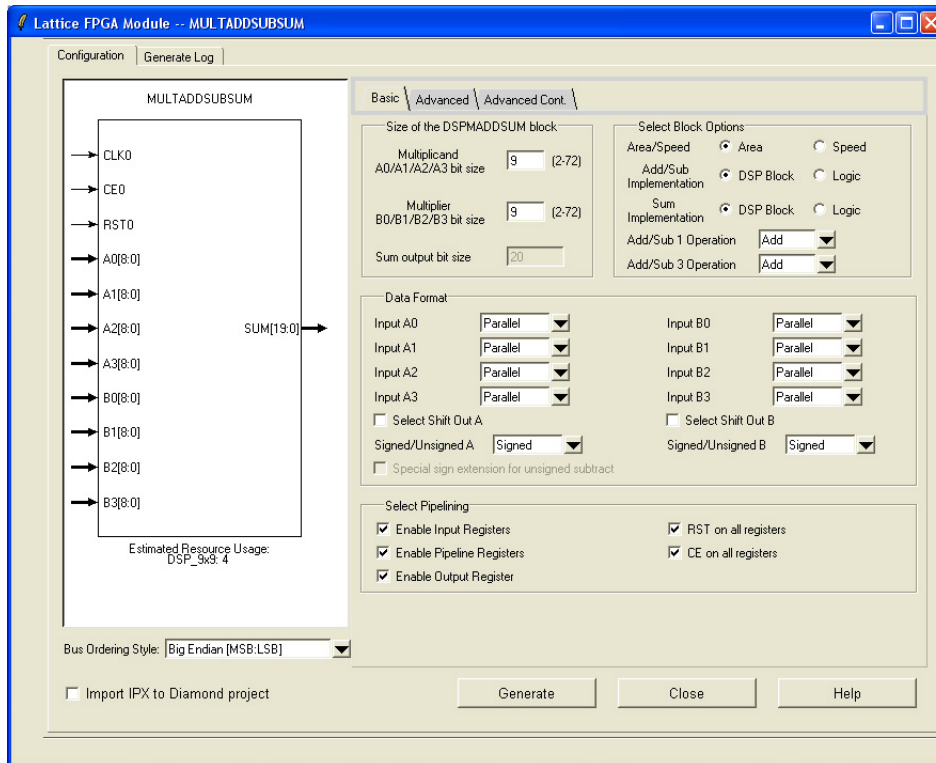 Lattice FPGA Module -- MULTADDSUBSUM
Configuration Generate Log
MULTADDSUBSUM
CLK0
CE0
RST0
A0[8:0]
A1[8:0]
A2[8:0] SUM[19:0]
A3[8:0]
B0[8:0]
B1[8:0]
B2[8:0]
B3[8:0]
Estimated Resource Usage:
DSP_9x9: 4
Bus Ordering Style: Big Endian [MSB:LSB]
Import IPX to Diamond project
Basic Advanced Advanced Cont.
Size of the DSPMADDSUM block
Multiplicand
A0/A1/A2/A3 bit size 9 (2-72)
Multiplier
B0/B1/B2/B3 bit size 9 (2-72)
Sum output bit size 20
Select Block Options
Area/Speed Area Speed
Add/Sub
Implementation DSP Block Logic
Sum
Implementation DSP Block Logic
Add/Sub 1 Operation Add
Add/Sub 3 Operation Add
Data Format
Input A0 Parallel Input B0 Parallel
Input A1 Parallel Input B1 Parallel
Input A2 Parallel Input B2 Parallel
Input A3 Parallel Input B3 Parallel
Select Shift Out A Select Shift Out B
Signed/Unsigned A Signed Signed/Unsigned B Signed
Special sign extension for unsigned subtract
Select Pipelining
Enable Input Registers RST on all registers
Enable Pipeline Registers CE on all registers
Enable Output Register
Generate Close Help